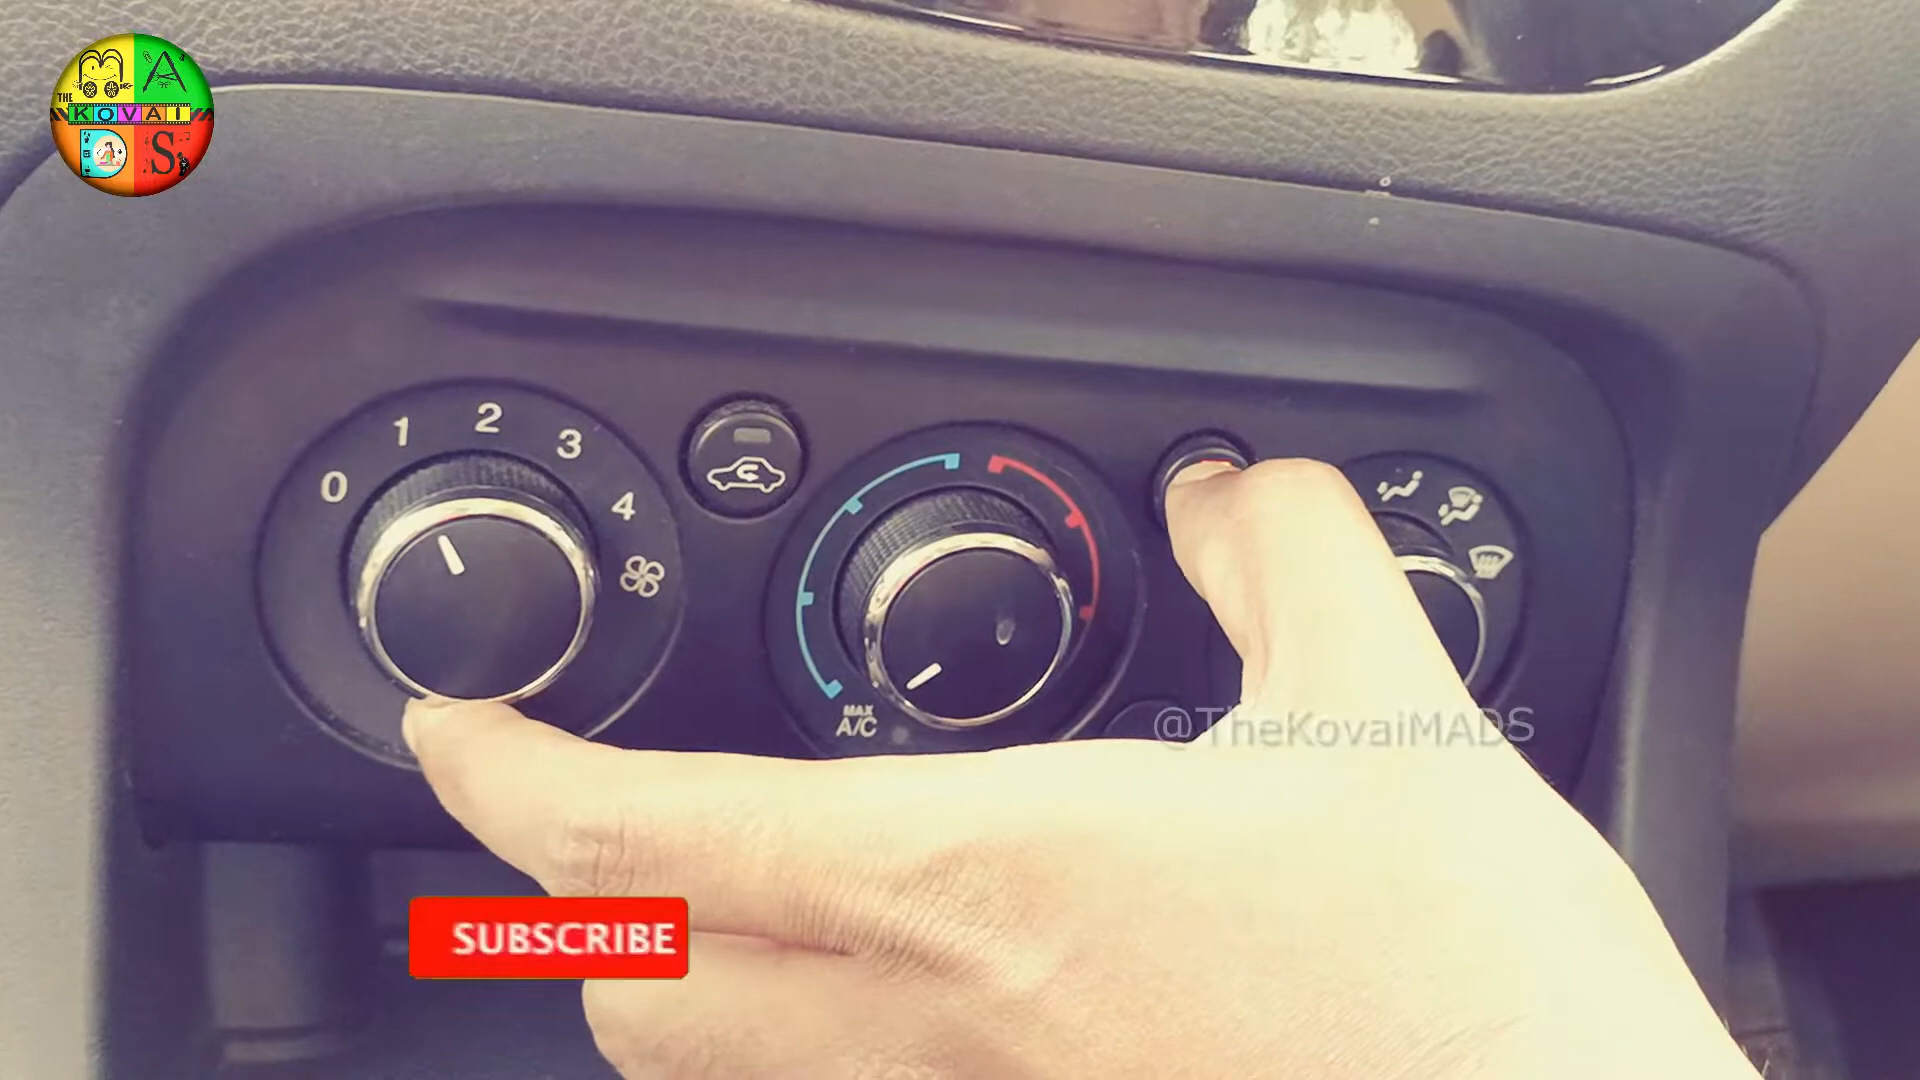 M A
THE
KOVAI
D S
0 1 2 3 4
MAX
A/C
@TheKovaiMADS
SUBSCRIBE